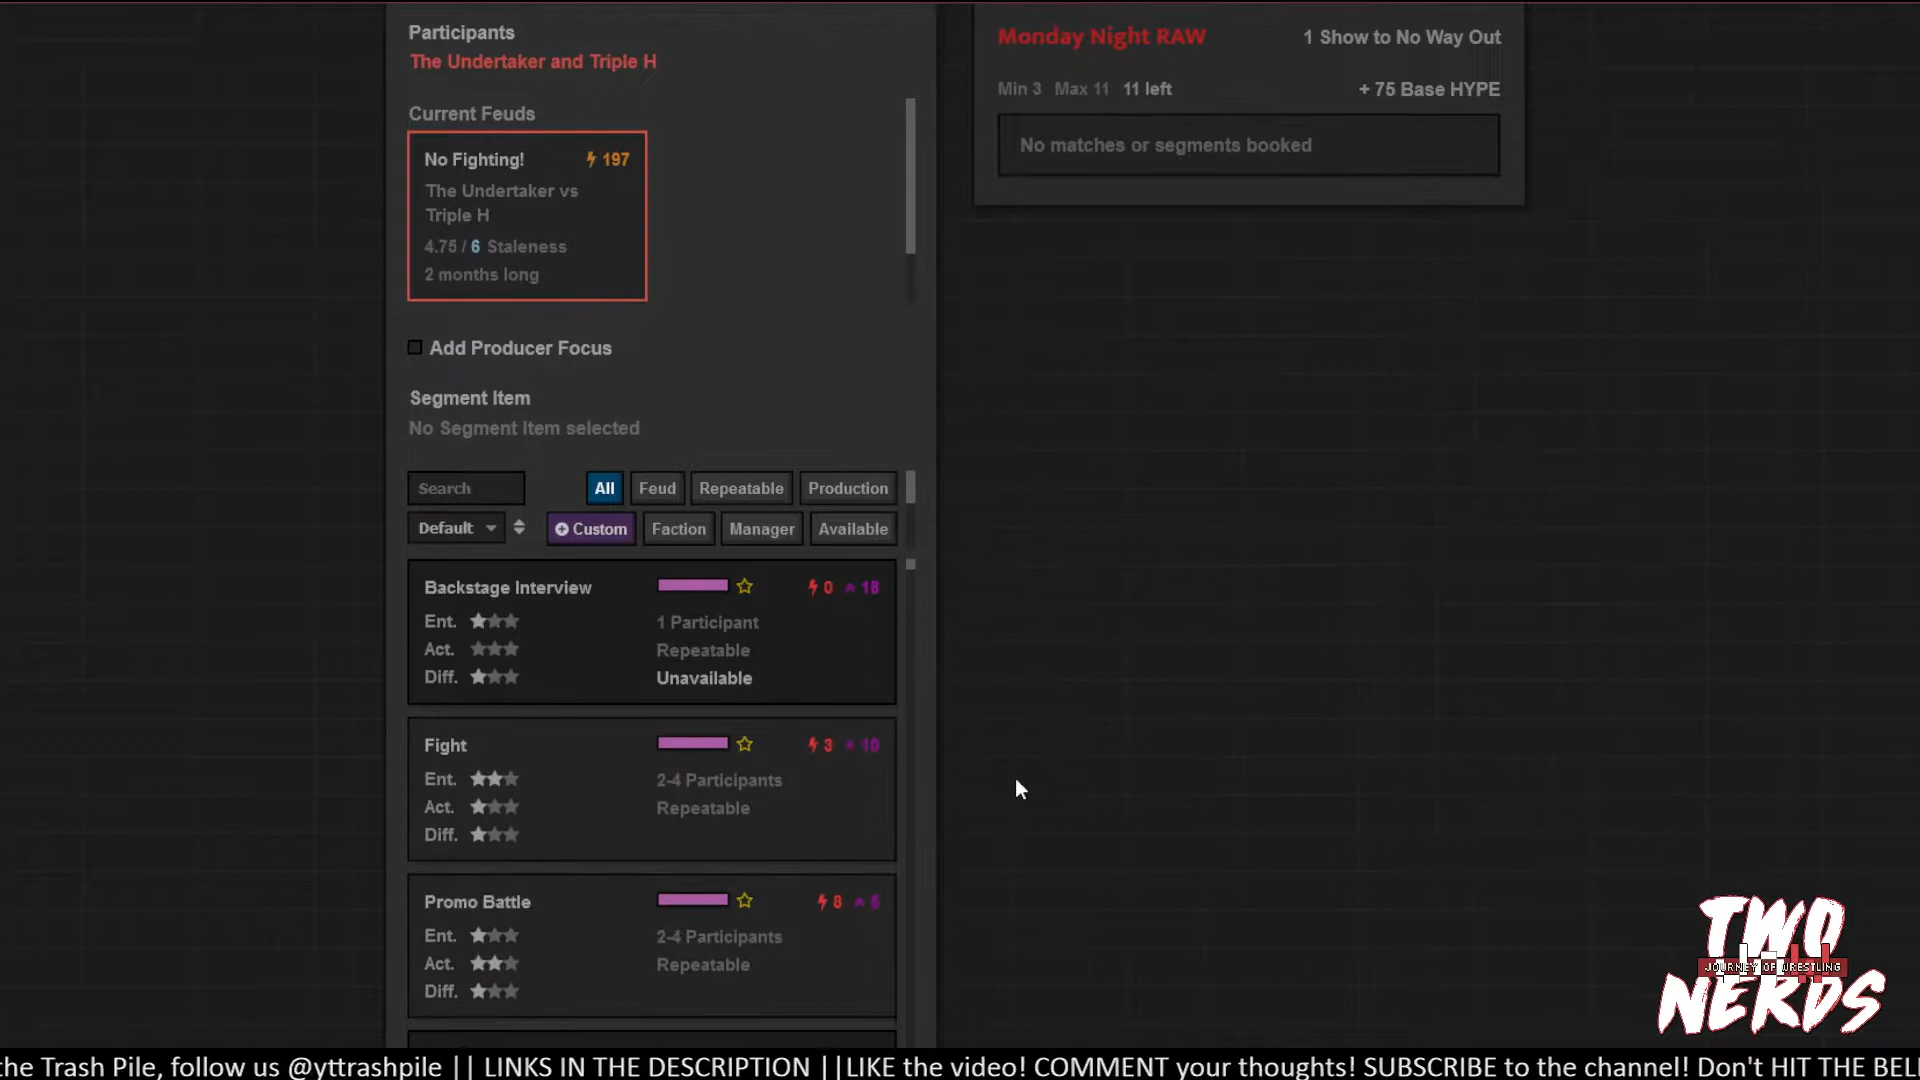 Participants
The Undertaker and Triple H
Current Feuds
No Fighting! 197
The Undertaker vs
Triple H
4.75 / 6 Staleness
2 months long
Add Producer Focus
Segment Item
No Segment Item selected
Search All Feud Repeatable Production
Default Custom Faction Manager Available
Backstage Interview 0 18
Ent. 1 Participant
Act. Repeatable
Diff. Unavailable
Fight 3 10
Ent. 2-4 Participants
Act. Repeatable
Diff.
Promo Battle 8 6
Ent. 2-4 Participants
Act. Repeatable
Diff.
Monday Night RAW 1 Show to No Way Out
Min 3 Max 11 11 left + 75 Base HYPE
No matches or segments booked
TWO
JOURNEY OF WRESTLING
NERDS
the Trash Pile, follow us @yttrashpile || LINKS IN THE DESCRIPTION ||LIKE the video! COMMENT your thoughts! SUBSCRIBE to the channel! Don't HIT THE BELL